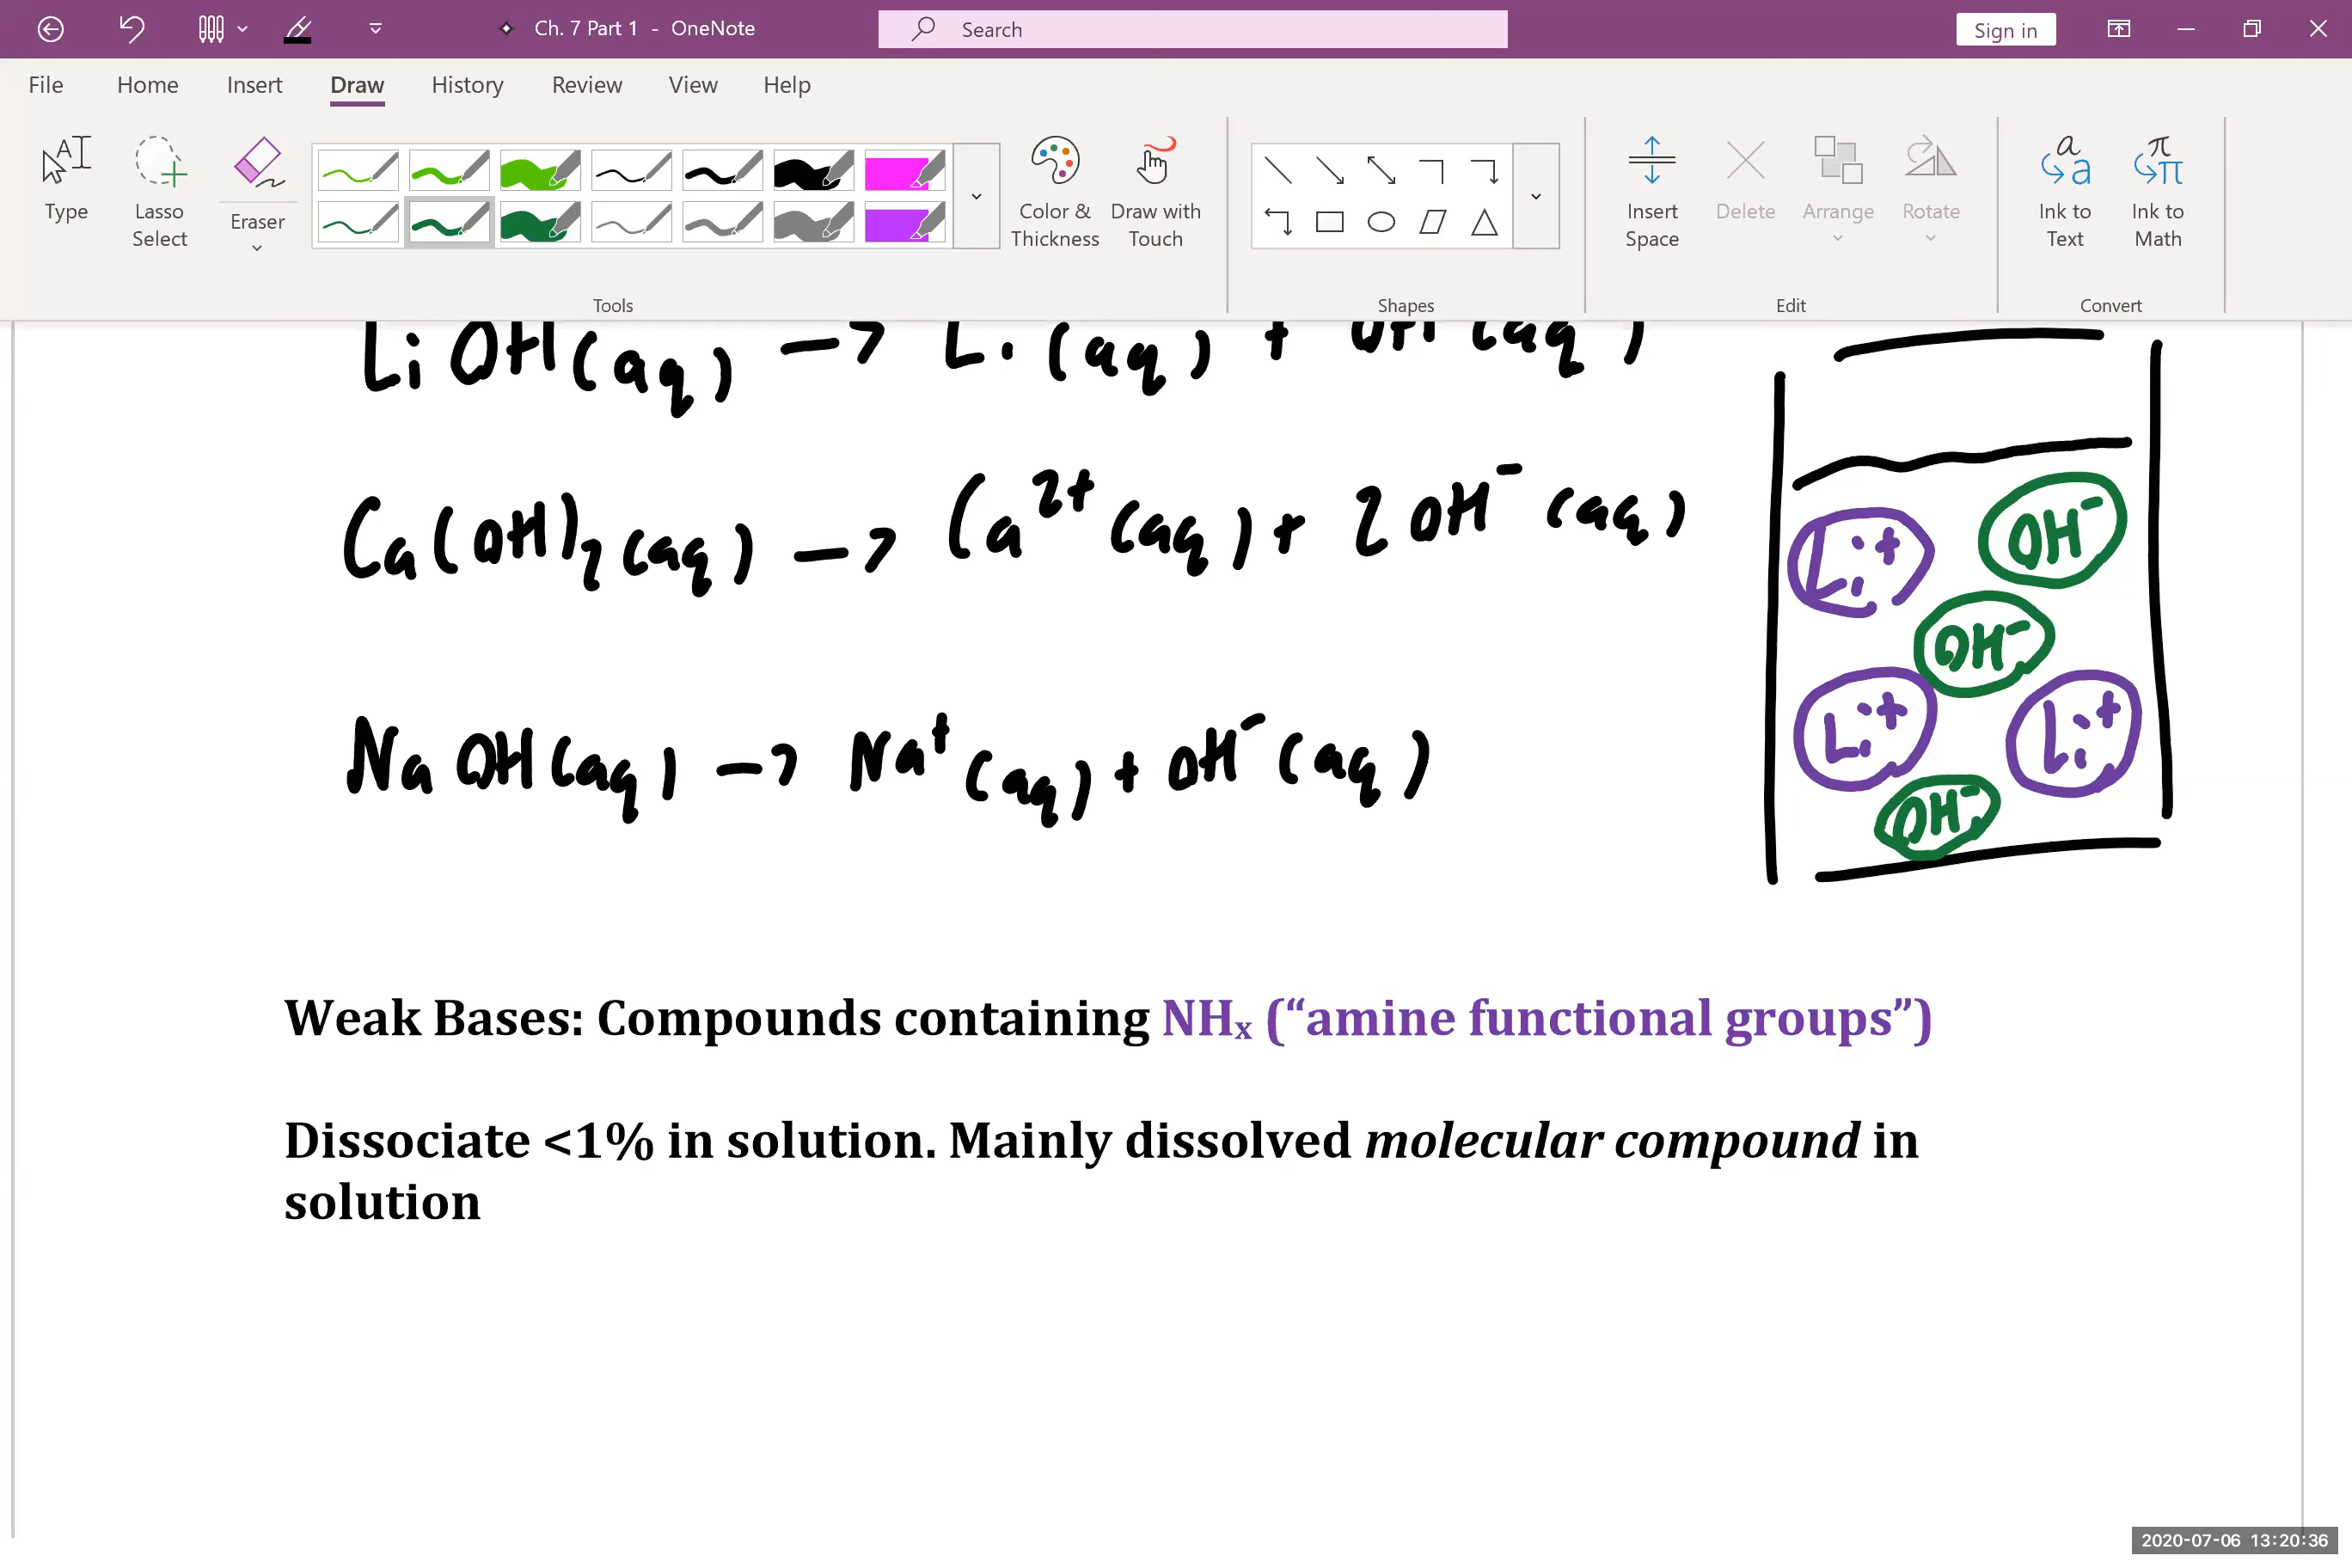 Ch. 7 Part 1 - OneNote
Search
Sign in
File Home Insert Draw History Review View Help
Type
Lasso Select
Eraser
Color & Thickness
Draw with Touch
Insert Space
Delete
Arrange
Rotate
Ink to Text
Ink to Math
Tools
Shapes
Edit
Convert
LiOH(aq) → Li (aq) + OH (aq)
Ca(OH)₂(aq) → Ca²⁺(aq) + 2OH⁻(aq)
NaOH(aq) → Na⁺(aq) + OH⁻(aq)
Li⁺
OH⁻
OH⁻
Li⁺
Li⁺
OH⁻
Weak Bases: Compounds containing NHₓ (“amine functional groups”)
Dissociate <1% in solution. Mainly dissolved molecular compound in
solution
2020-07-06 13:20:36